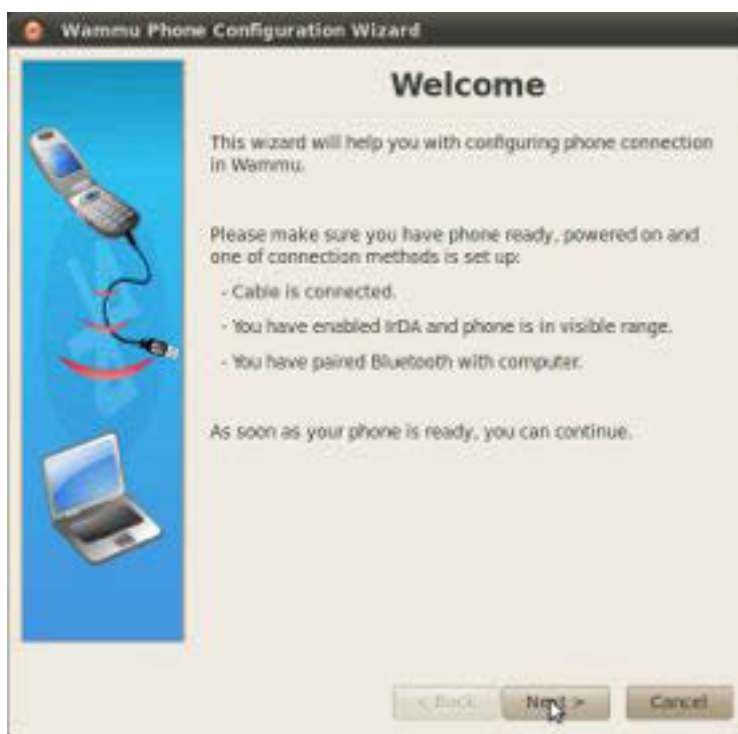 Wammu Phone Configuration Wizard
Welcome
This wizard will help you with configuring phone connection
in Wammu.
Please make sure you have phone ready, powered on and
one of connection methods is set up:
- Cable is connected.
- You have enabled IrDA and phone is in visible range.
- You have paired Bluetooth with computer.
As soon as your phone is ready, you can continue.
< Back Next > Cancel